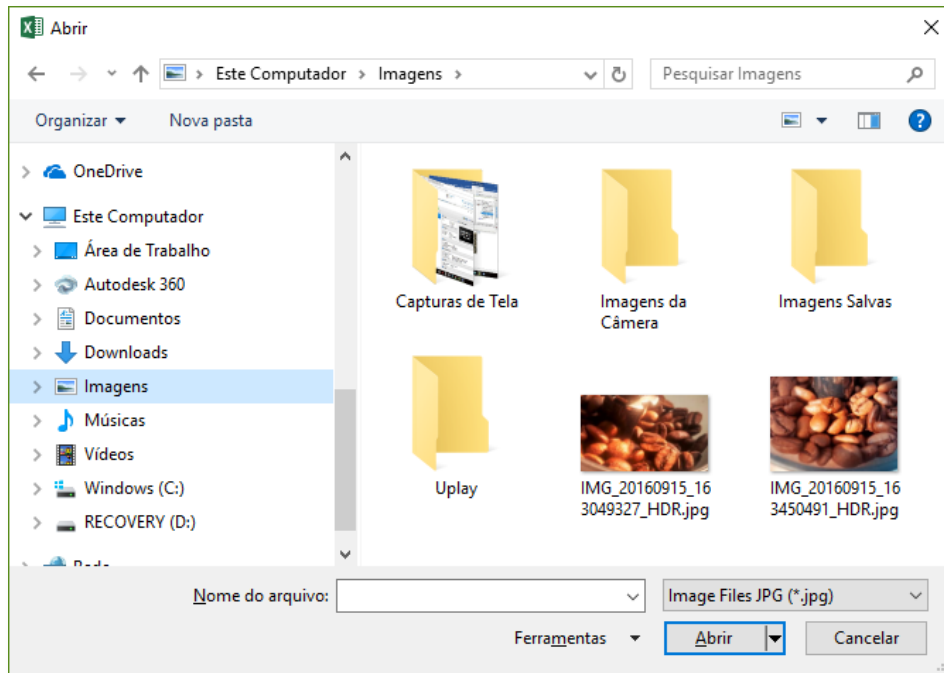 Abrir
Este Computador > Imagens >
Pesquisar Imagens
Organizar
Nova pasta
OneDrive
Este Computador
Área de Trabalho
Autodesk 360
Documentos
Downloads
Imagens
Músicas
Vídeos
Windows (C:)
RECOVERY (D:)
Capturas de Tela
Imagens da
Câmera
Imagens Salvas
Uplay
IMG_20160915_16
3049327_HDR.jpg
IMG_20160915_16
3450491_HDR.jpg
Nome do arquivo:
Image Files JPG (*.jpg)
Ferramentas
Abrir
Cancelar